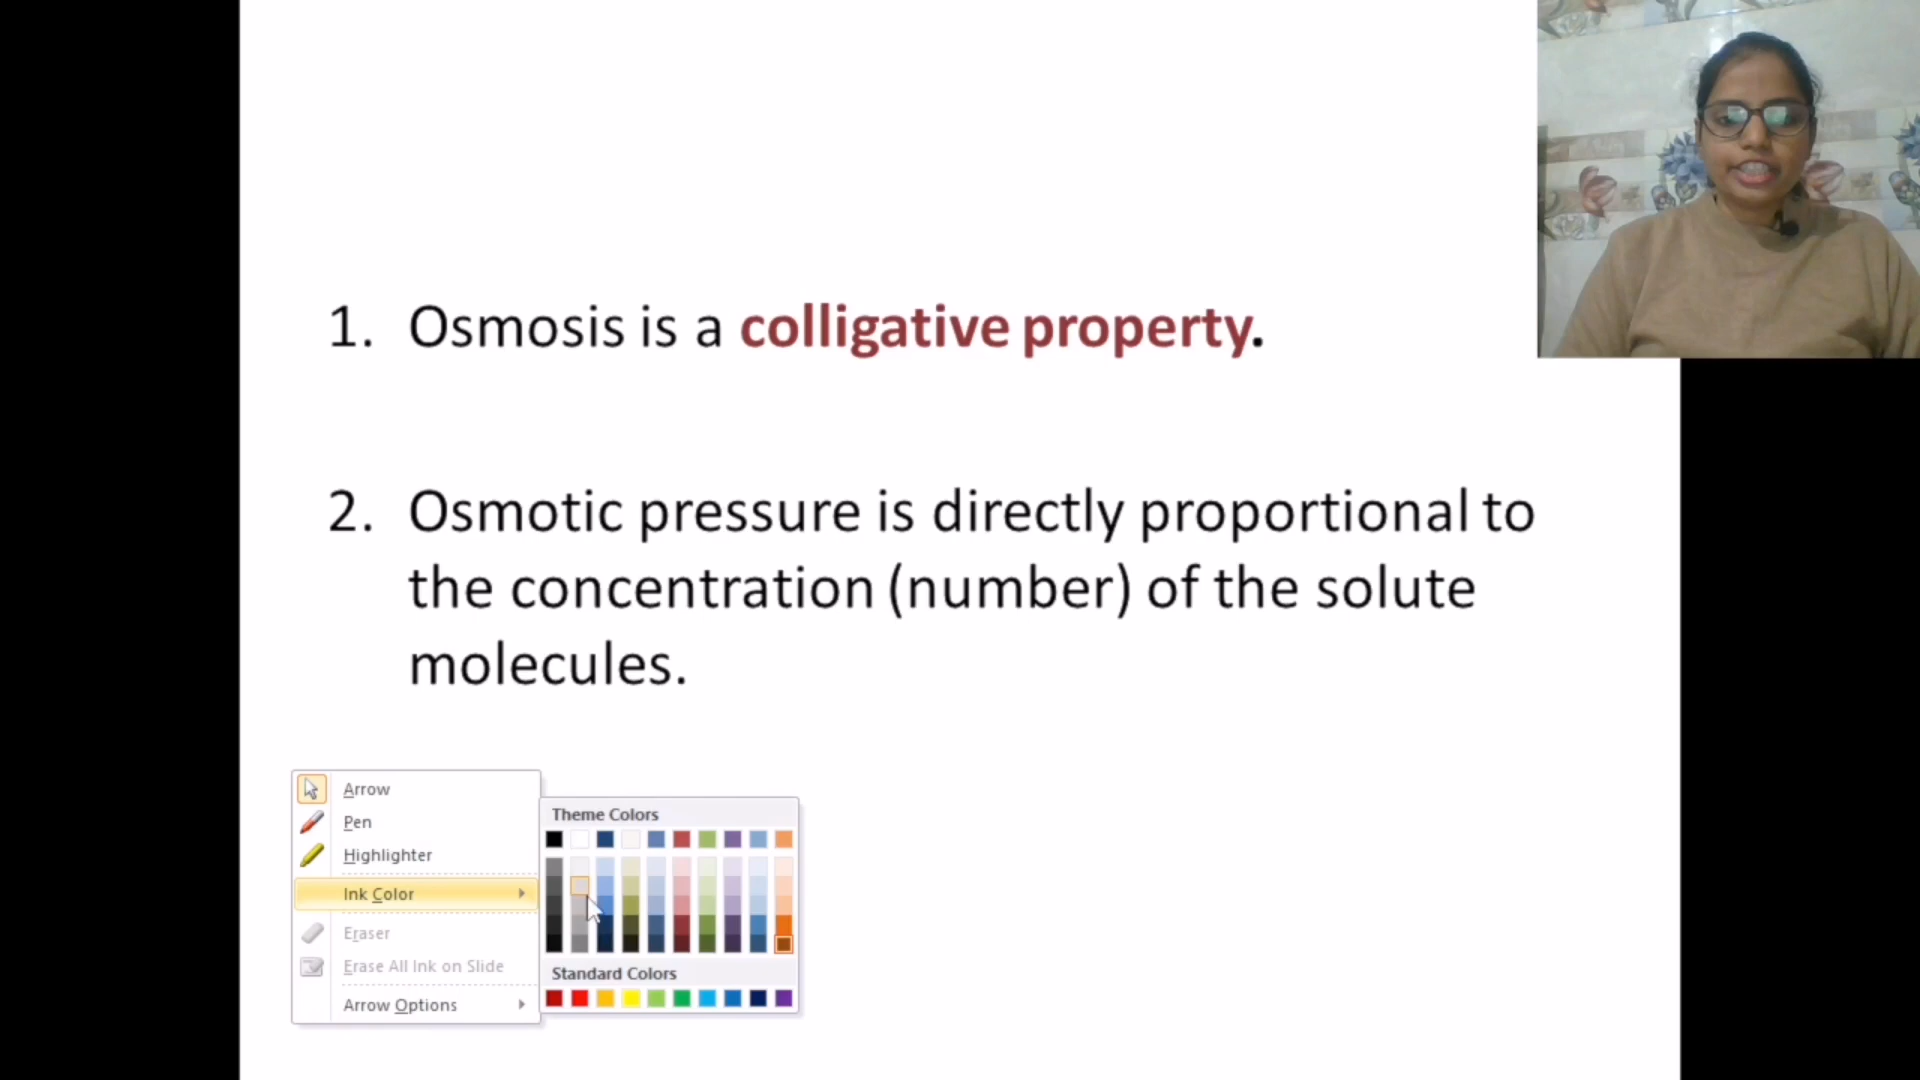 1. Osmosis is a colligative property.
2. Osmotic pressure is directly proportional to
the concentration (number) of the solute
molecules.
Arrow
Pen
Highlighter
Ink Color
Eraser
Erase All Ink on Slide
Arrow Options
Theme Colors
Standard Colors